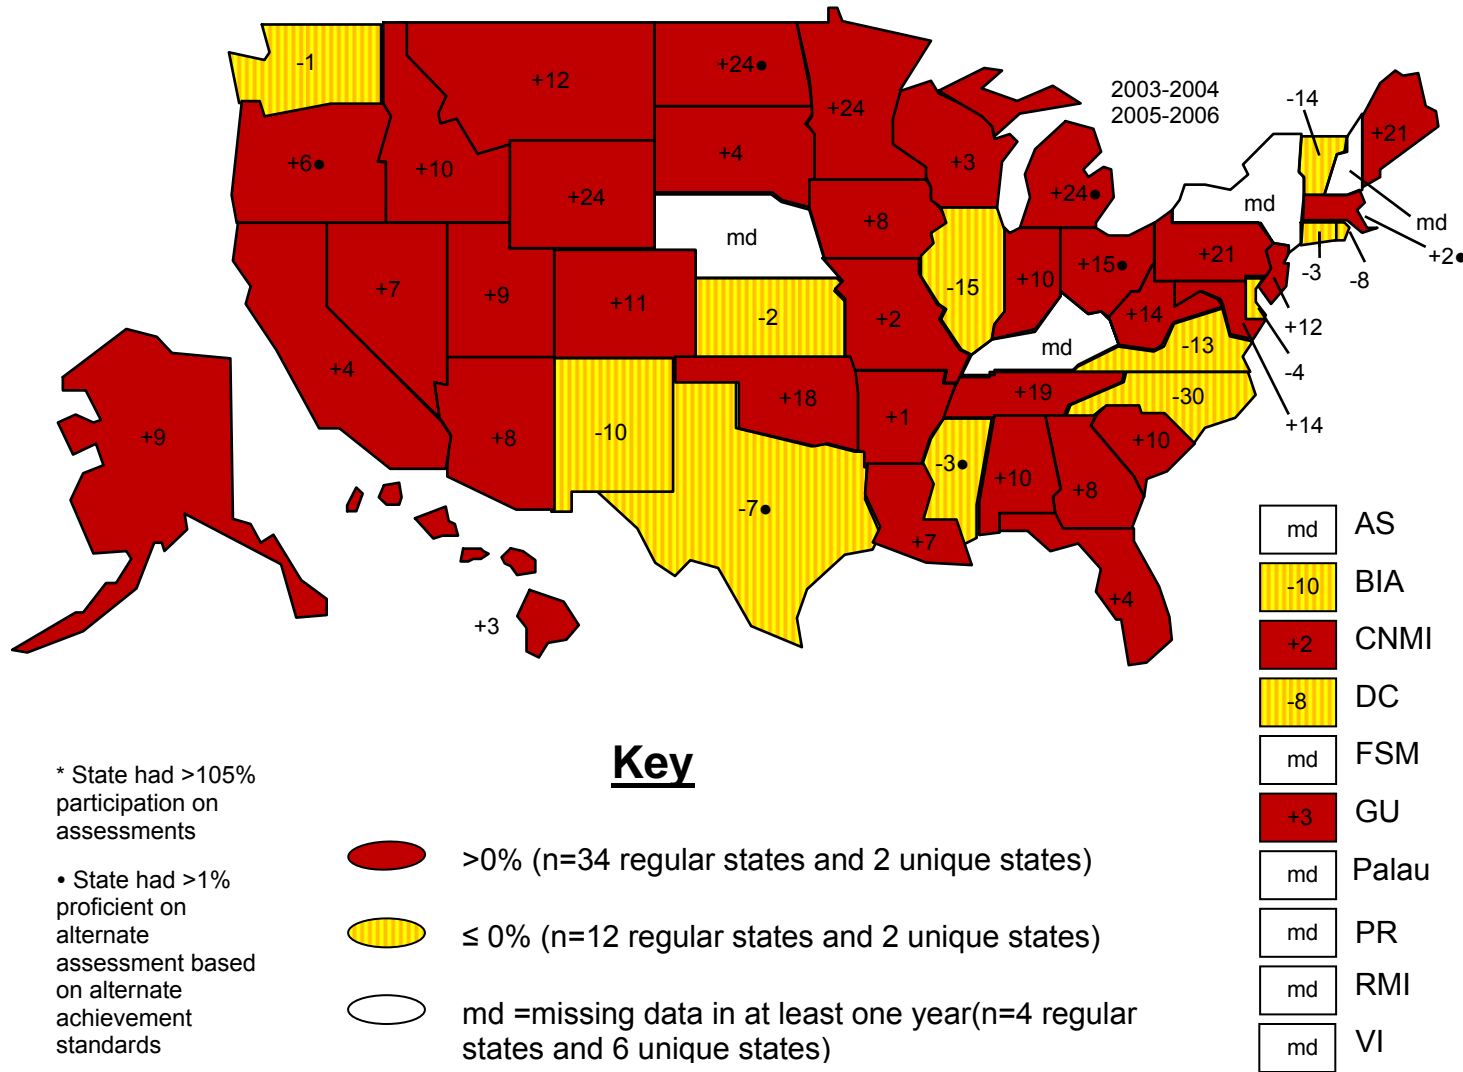 2003-2004
2005-2006
-1
+12
+24•
+24
+3
+24•
-14
+21
md
md
+2•
-3
-8
+6•
+10
+24
+4
md
+8
-15
+10
+15•
+21
+12
-4
+14
+14
+7
+9
+11
-2
+2
md
-13
+4
+8
-10
+18
+1
+19
-30
+10
+9
-7•
-3•
+10
+8
+7
+4
+3
md AS
-10 BIA
+2 CNMI
-8 DC
md FSM
+3 GU
md Palau
md PR
md RMI
md VI
* State had >105%
participation on
assessments
• State had >1%
proficient on
alternate
assessment based
on alternate
achievement
standards
Key
>0% (n=34 regular states and 2 unique states)
≤ 0% (n=12 regular states and 2 unique states)
md =missing data in at least one year(n=4 regular
states and 6 unique states)